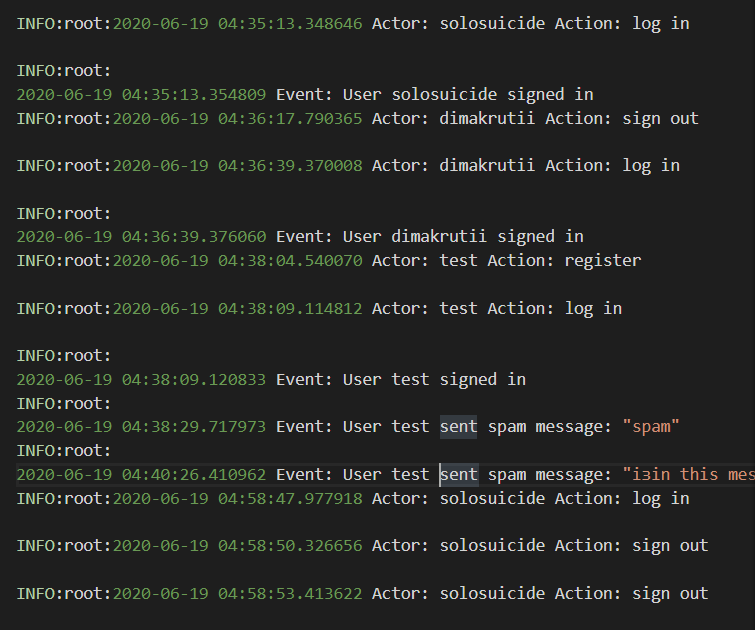 INFO:root:2020-06-19 04:35:13.348646 Actor: solosuicide Action: log in
INFO:root:
2020-06-19 04:35:13.354809 Event: User solosuicide signed in
INFO:root:2020-06-19 04:36:17.790365 Actor: dimakrutii Action: sign out
INFO:root:2020-06-19 04:36:39.370008 Actor: dimakrutii Action: log in
INFO:root:
2020-06-19 04:36:39.376060 Event: User dimakrutii signed in
INFO:root:2020-06-19 04:38:04.540070 Actor: test Action: register
INFO:root:2020-06-19 04:38:09.114812 Actor: test Action: log in
INFO:root:
2020-06-19 04:38:09.120833 Event: User test signed in
INFO:root:
2020-06-19 04:38:29.717973 Event: User test sent spam message: "spam"
INFO:root:
2020-06-19 04:40:26.410962 Event: User test sent spam message: "iзin this mes
INFO:root:2020-06-19 04:58:47.977918 Actor: solosuicide Action: log in
INFO:root:2020-06-19 04:58:50.326656 Actor: solosuicide Action: sign out
INFO:root:2020-06-19 04:58:53.413622 Actor: solosuicide Action: sign out